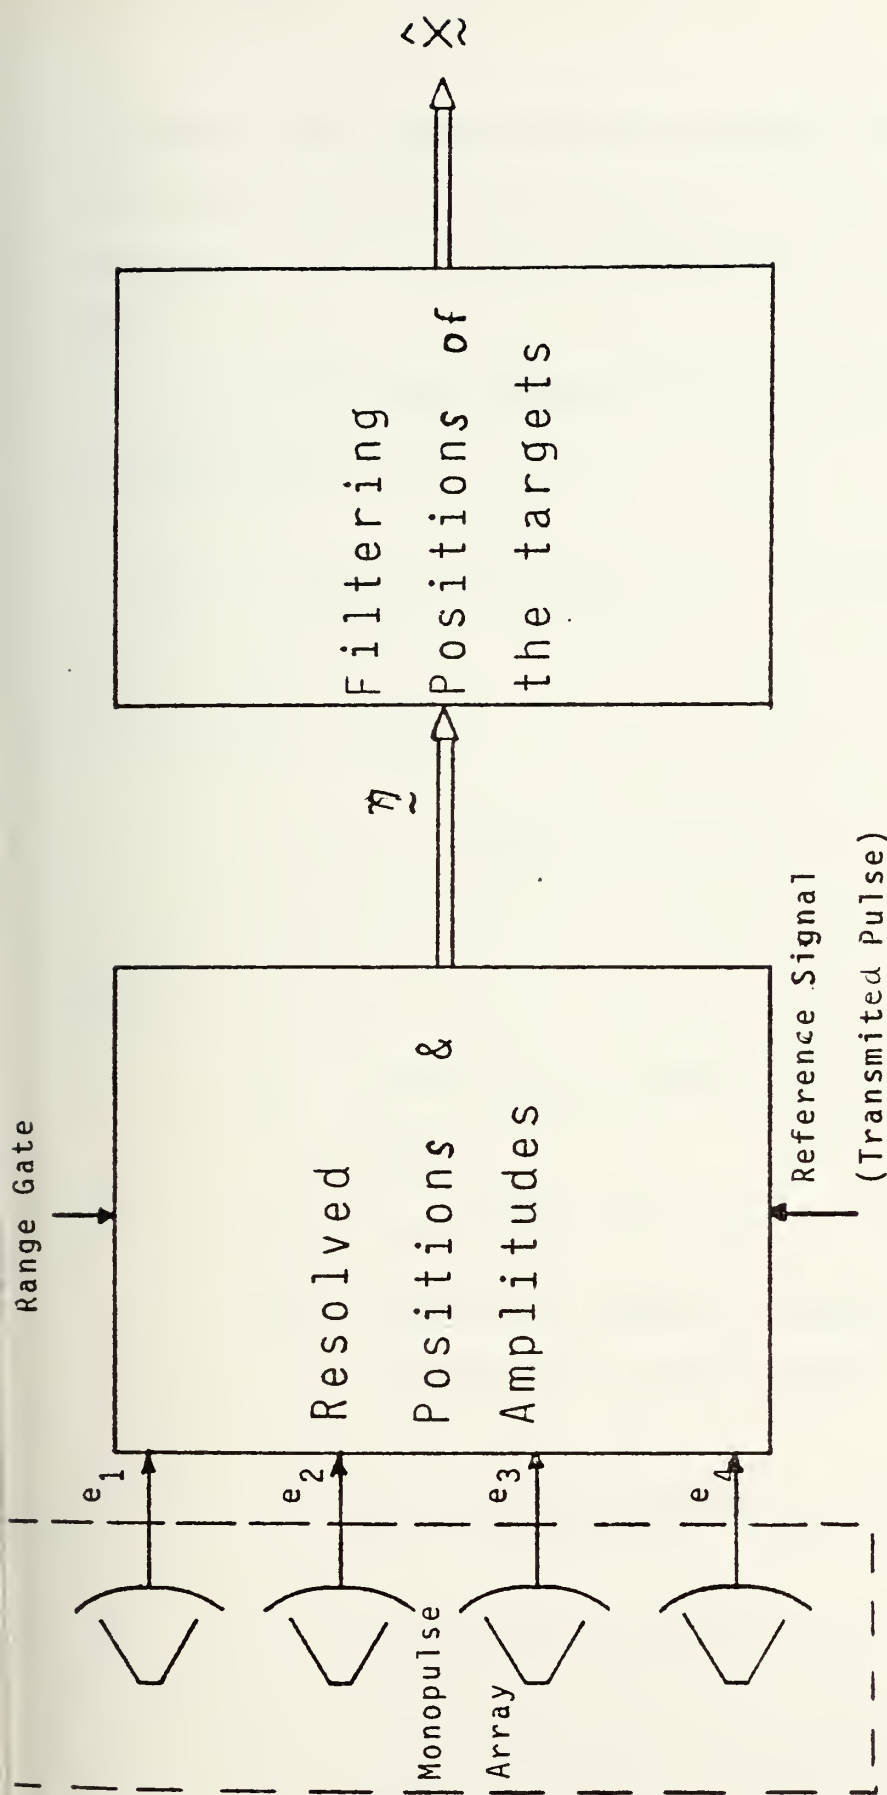 Range Gate
Monopulse
Array
e1
e2
e3
e4
Resolved
Positions &
Amplitudes
Reference Signal
(Transmited Pulse)
η̰
Filtering
Positions of
the targets
X̰̂